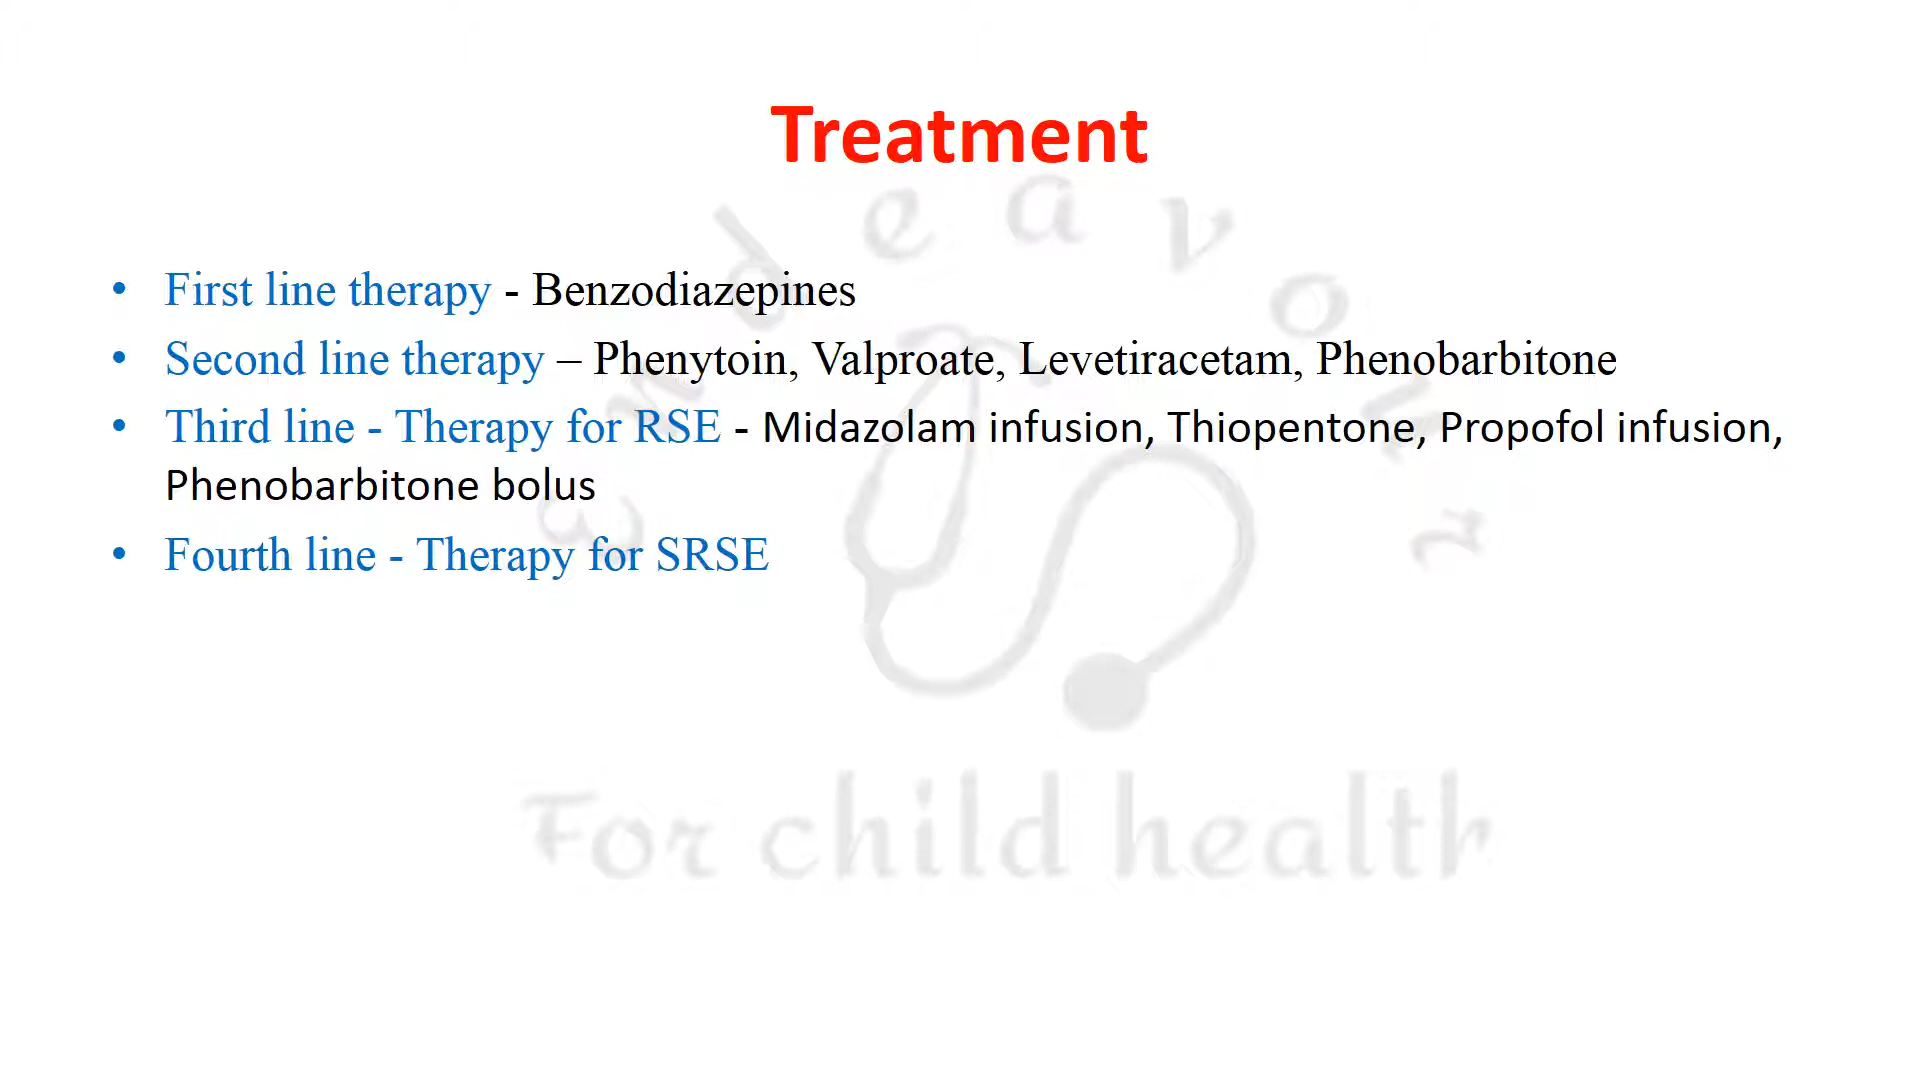 Treatment
• First line therapy - Benzodiazepines
• Second line therapy – Phenytoin, Valproate, Levetiracetam, Phenobarbitone
• Third line - Therapy for RSE - Midazolam infusion, Thiopentone, Propofol infusion,
Phenobarbitone bolus
• Fourth line - Therapy for SRSE
Endeavour
For child health